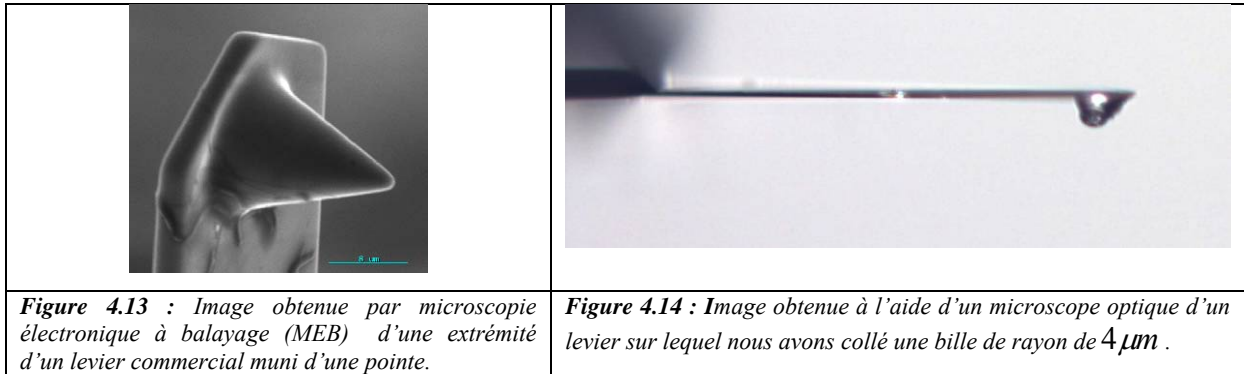 Figure 4.13 : Image obtenue par microscopie
électronique à balayage (MEB) d'une extrémité
d'un levier commercial muni d'une pointe.
Figure 4.14 : Image obtenue à l'aide d'un microscope optique d'un
levier sur lequel nous avons collé une bille de rayon de 4 μm .